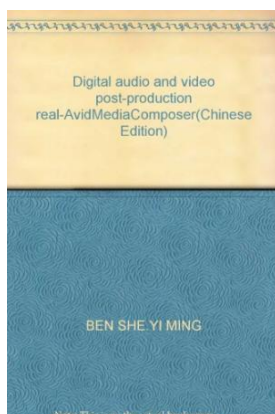 Digital audio and video
post-production
real-AvidMediaComposer(Chinese
Edition)
BEN SHE.YI MING